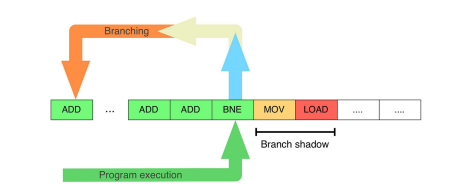 Branching
ADD ... ADD ADD BNE MOV LOAD .... ....
Branch shadow
Program execution